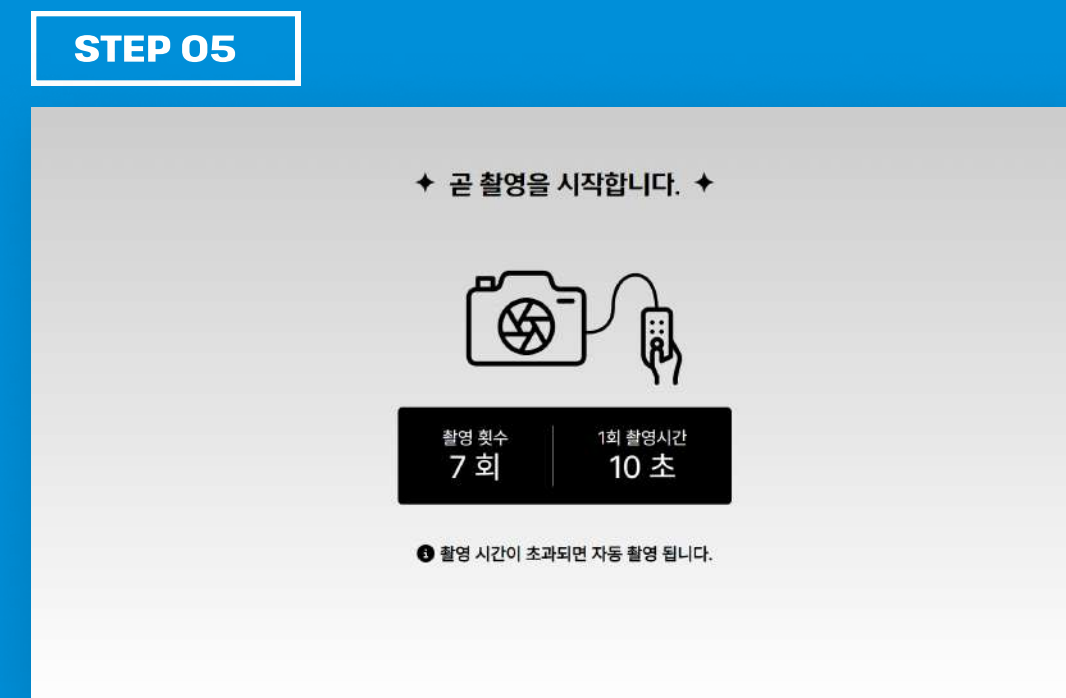 STEP 05
✦ 곧 촬영을 시작합니다. ✦
촬영 횟수
7 회
1회 촬영시간
10 초
촬영 시간이 초과되면 자동 촬영 됩니다.